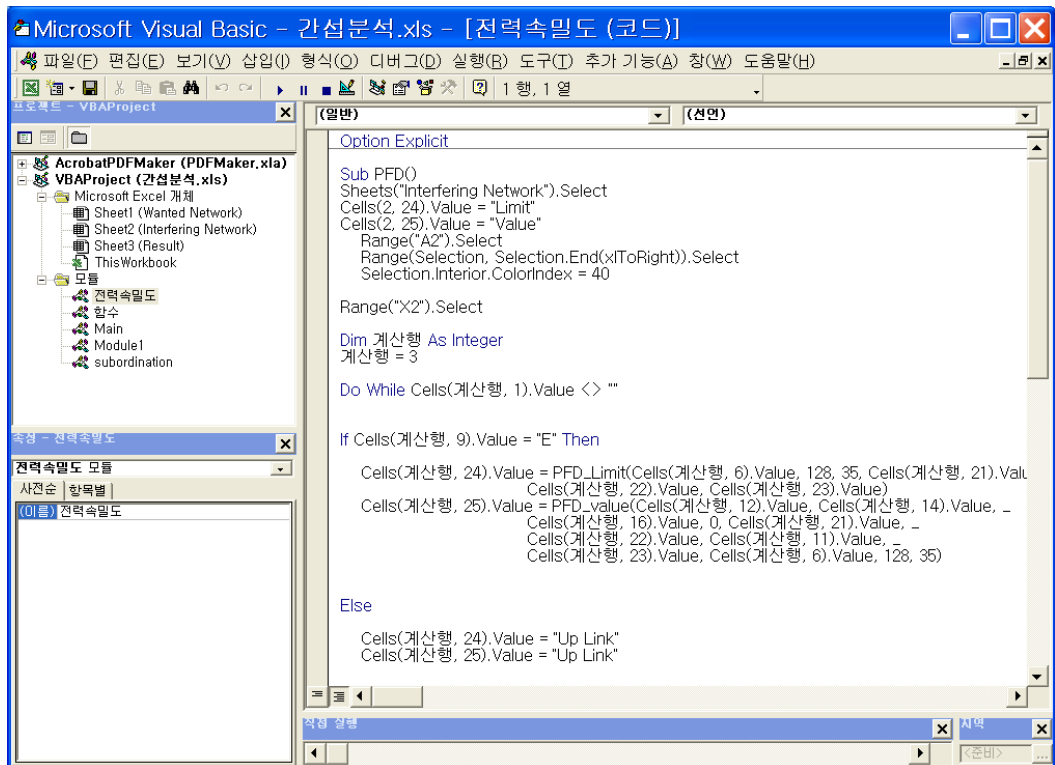 Microsoft Visual Basic - 간섭분석.xls - [전력속밀도 (코드)]
파일(F) 편집(E) 보기(V) 삽입(I) 형식(O) 디버그(D) 실행(R) 도구(T) 추가 기능(A) 창(W) 도움말(H)
1 행, 1 열
프로젝트 - VBAProject
AcrobatPDFMaker (PDFMaker.xla)
VBAProject (간섭분석.xls)
Microsoft Excel 개체
Sheet1 (Wanted Network)
Sheet2 (Interfering Network)
Sheet3 (Result)
ThisWorkbook
모듈
전력속밀도
함수
Main
Module1
subordination
속성 - 전력속밀도
전력속밀도 모듈
사전순 항목별
(이름) 전력속밀도
(일반) (선언)
Option Explicit
Sub PFD()
Sheets("Interfering Network").Select
Cells(2, 24).Value = "Limit"
Cells(2, 25).Value = "Value"
Range("A2").Select
Range(Selection, Selection.End(xlToRight)).Select
Selection.Interior.ColorIndex = 40
Range("X2").Select
Dim 계산행 As Integer
계산행 = 3
Do While Cells(계산행, 1).Value <> ""
If Cells(계산행, 9).Value = "E" Then
Cells(계산행, 24).Value = PFD_Limit(Cells(계산행, 6).Value, 128, 35, Cells(계산행, 21).Valu
Cells(계산행, 22).Value, Cells(계산행, 23).Value)
Cells(계산행, 25).Value = PFD_value(Cells(계산행, 12).Value, Cells(계산행, 14).Value, _
Cells(계산행, 16).Value, 0, Cells(계산행, 21).Value, _
Cells(계산행, 22).Value, Cells(계산행, 11).Value, _
Cells(계산행, 23).Value, Cells(계산행, 6).Value, 128, 35)
Else
Cells(계산행, 24).Value = "Up Link"
Cells(계산행, 25).Value = "Up Link"
직접 실행
지역
<준비> ...